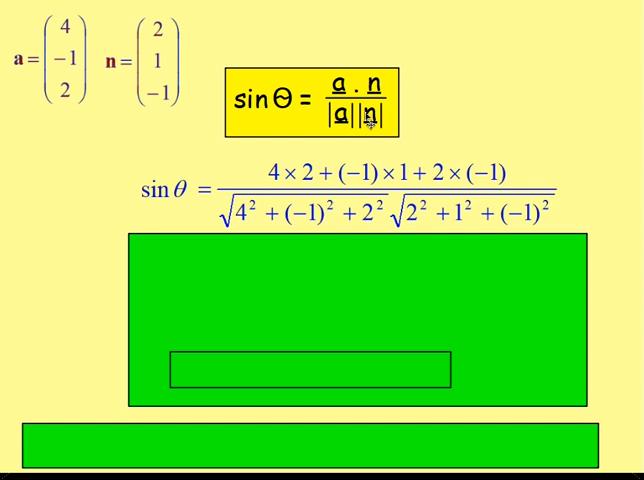 a = (4 −1 2) n = (2 1 −1)
sin Θ = a . n / |a||n|
sin θ = 4 × 2 + (−1) × 1 + 2 × (−1) / √4² + (−1)² + 2² √2² + 1² + (−1)²